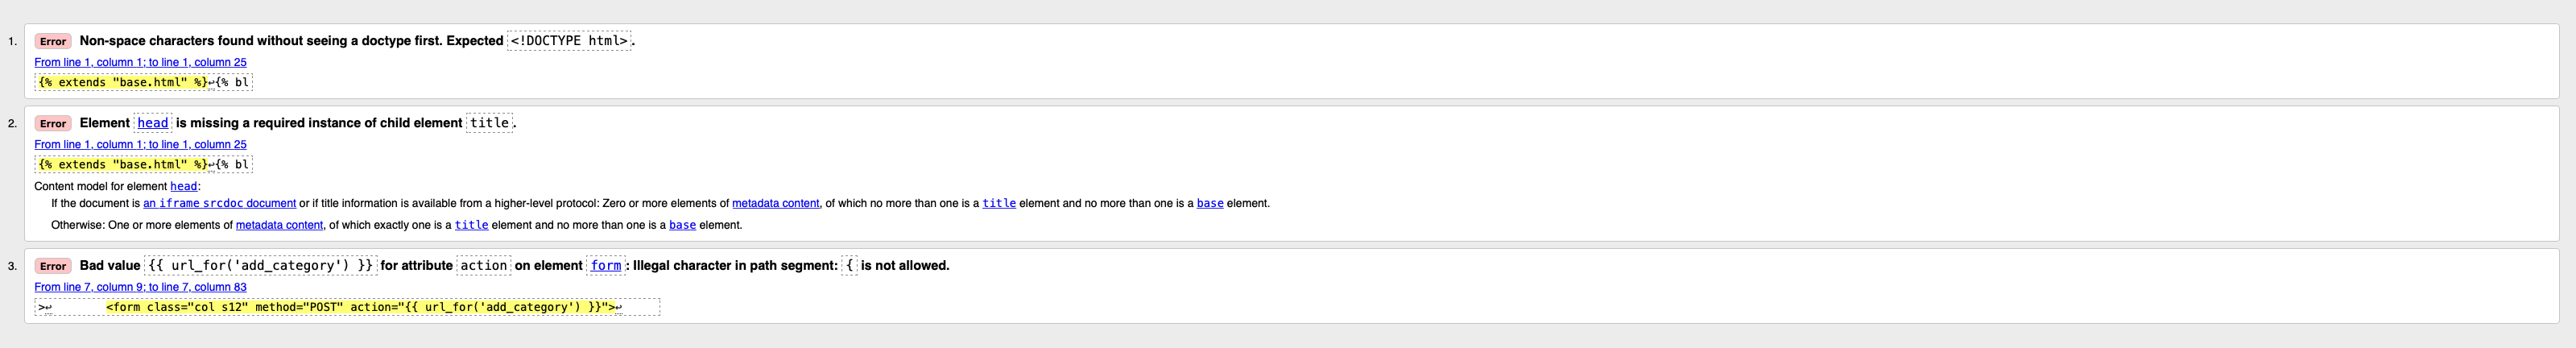 1. Error Non-space characters found without seeing a doctype first. Expected <!DOCTYPE html>.
From line 1, column 1; to line 1, column 25
{% extends "base.html" %}↩{% bl
2. Error Element head is missing a required instance of child element title.
From line 1, column 1; to line 1, column 25
{% extends "base.html" %}↩{% bl
Content model for element head:
If the document is an iframe srcdoc document or if title information is available from a higher-level protocol: Zero or more elements of metadata content, of which no more than one is a title element and no more than one is a base element.
Otherwise: One or more elements of metadata content, of which exactly one is a title element and no more than one is a base element.
3. Error Bad value {{ url_for('add_category') }} for attribute action on element form: Illegal character in path segment: { is not allowed.
From line 7, column 9; to line 7, column 83
>↩        <form class="col s12" method="POST" action="{{ url_for('add_category') }}">↩